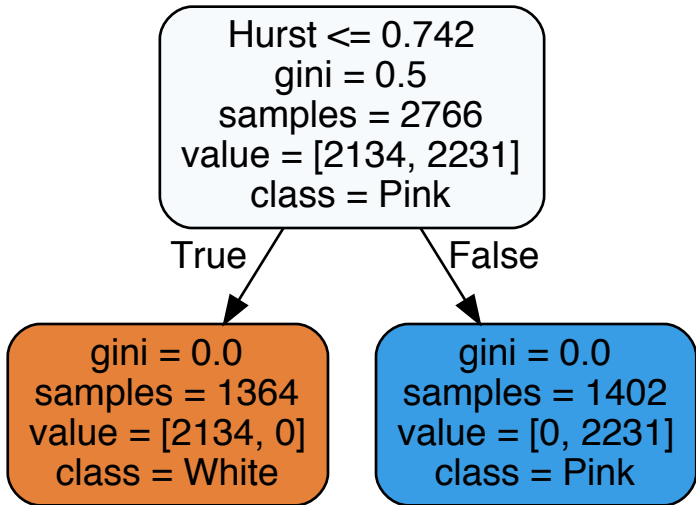 Hurst <= 0.742
gini = 0.5
samples = 2766
value = [2134, 2231]
class = Pink
True
False
gini = 0.0
samples = 1364
value = [2134, 0]
class = White
gini = 0.0
samples = 1402
value = [0, 2231]
class = Pink